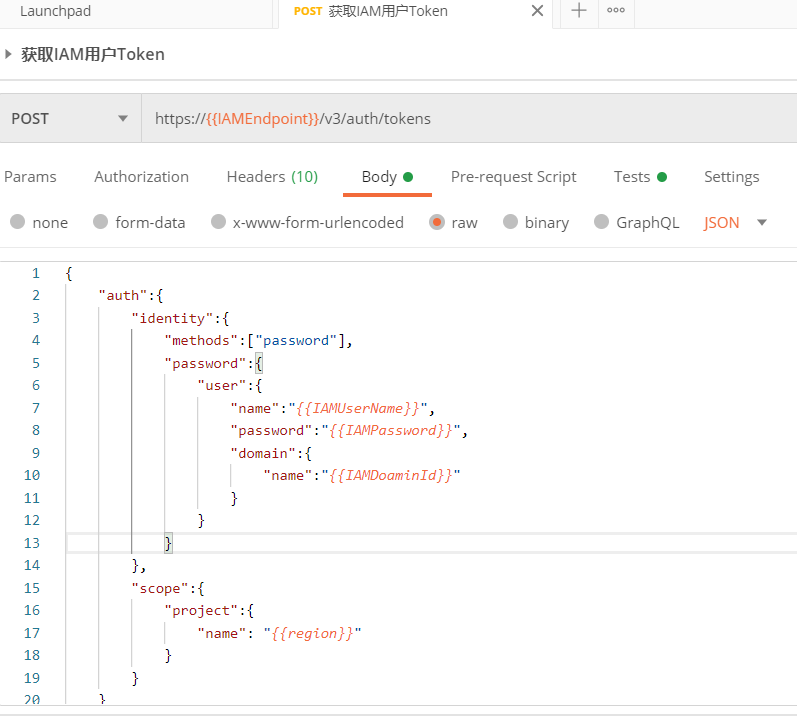 Launchpad
POST 获取IAM用户Token
获取IAM用户Token
POST https://{{IAMEndpoint}}/v3/auth/tokens
Params Authorization Headers (10) Body Pre-request Script Tests Settings
none form-data x-www-form-urlencoded raw binary GraphQL JSON
1 {
2 "auth":{
3 "identity":{
4 "methods":["password"],
5 "password":{
6 "user":{
7 "name":"{{IAMUserName}}",
8 "password":"{{IAMPassword}}",
9 "domain":{
10 "name":"{{IAMDoaminId}}"
11 }
12 }
13 }
14 },
15 "scope":{
16 "project":{
17 "name": "{{region}}"
18 }
19 }
20 }